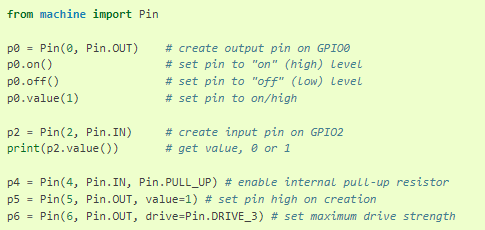 from machine import Pin
p0 = Pin(0, Pin.OUT)    # create output pin on GPIO0
p0.on()                 # set pin to "on" (high) level
p0.off()                # set pin to "off" (low) level
p0.value(1)             # set pin to on/high
p2 = Pin(2, Pin.IN)     # create input pin on GPIO2
print(p2.value())       # get value, 0 or 1
p4 = Pin(4, Pin.IN, Pin.PULL_UP) # enable internal pull-up resistor
p5 = Pin(5, Pin.OUT, value=1) # set pin high on creation
p6 = Pin(6, Pin.OUT, drive=Pin.DRIVE_3) # set maximum drive strength